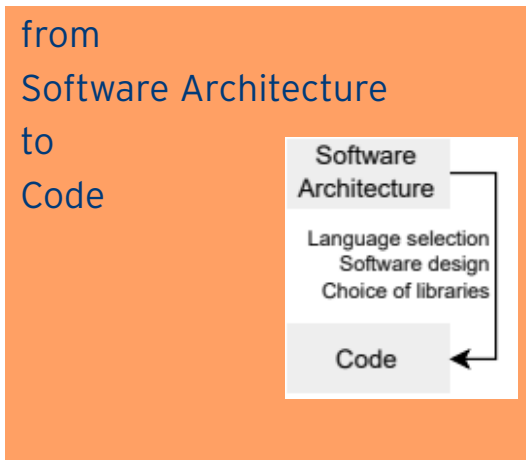 from
Software Architecture
to
Code
Software
Architecture
Language selection
Software design
Choice of libraries
Code